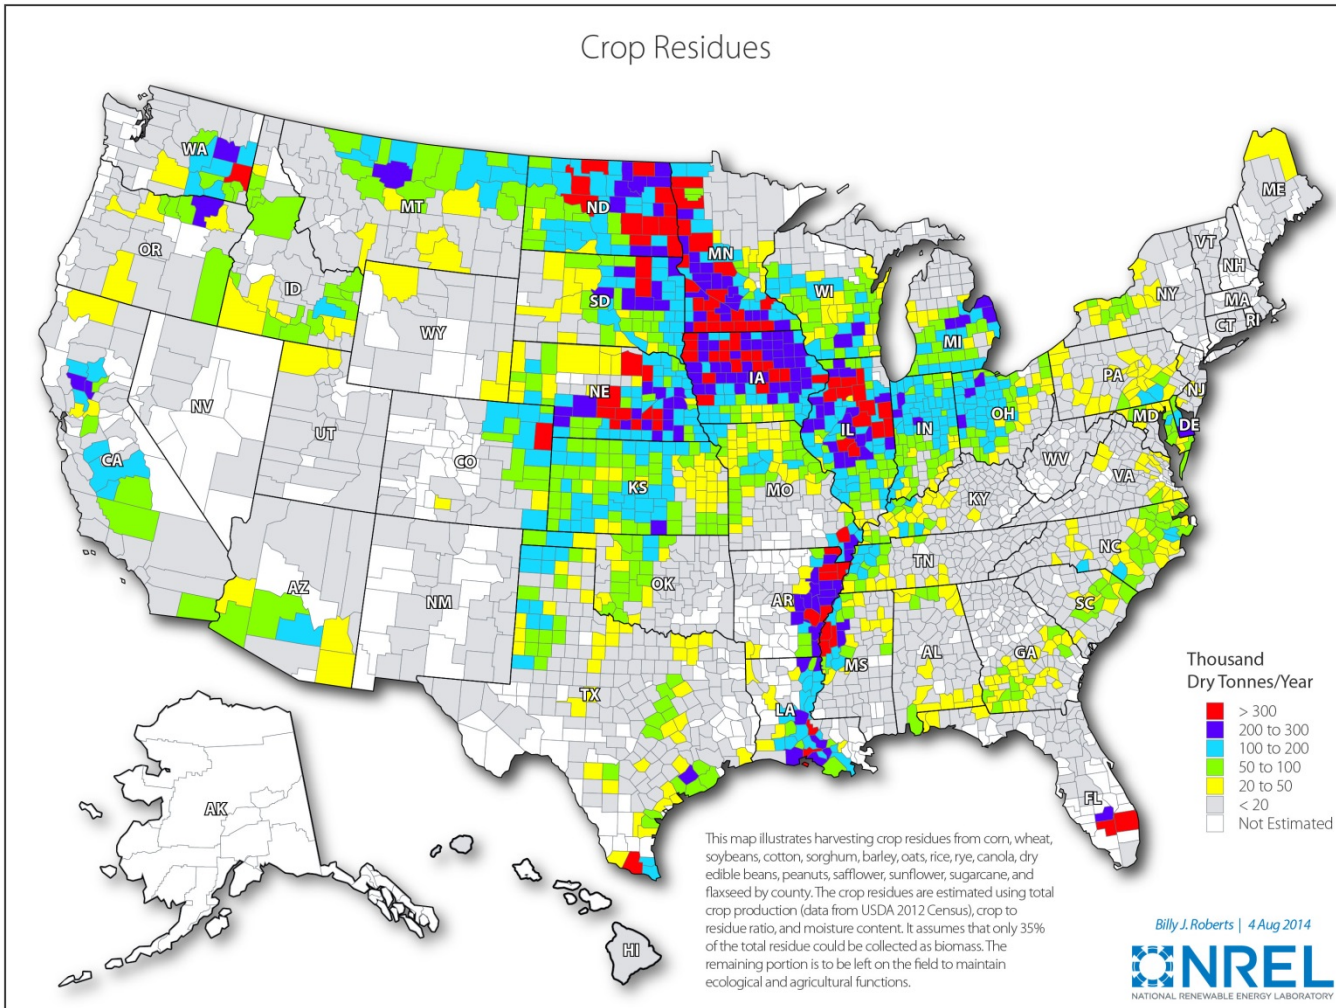 Crop Residues
WA
MT
ND
MN
ME
OR
ID
SD
WI
VT
NH
NY
MA
CT
RI
WY
MI
IA
NE
PA
NJ
NV
UT
CO
IL
IN
OH
MD
DE
CA
KS
MO
WV
VA
KY
AZ
NM
OK
AR
TN
NC
SC
MS
AL
GA
TX
LA
FL
AK
HI
Thousand
Dry Tonnes/Year
> 300
200 to 300
100 to 200
50 to 100
20 to 50
< 20
Not Estimated
This map illustrates harvesting crop residues from corn, wheat,
soybeans, cotton, sorghum, barley, oats, rice, rye, canola, dry
edible beans, peanuts, safflower, sunflower, sugarcane, and
flaxseed by county. The crop residues are estimated using total
crop production (data from USDA 2012 Census), crop to
residue ratio, and moisture content. It assumes that only 35%
of the total residue could be collected as biomass. The
remaining portion is to be left on the field to maintain
ecological and agricultural functions.
Billy J. Roberts | 4 Aug 2014
NREL
NATIONAL RENEWABLE ENERGY LABORATORY